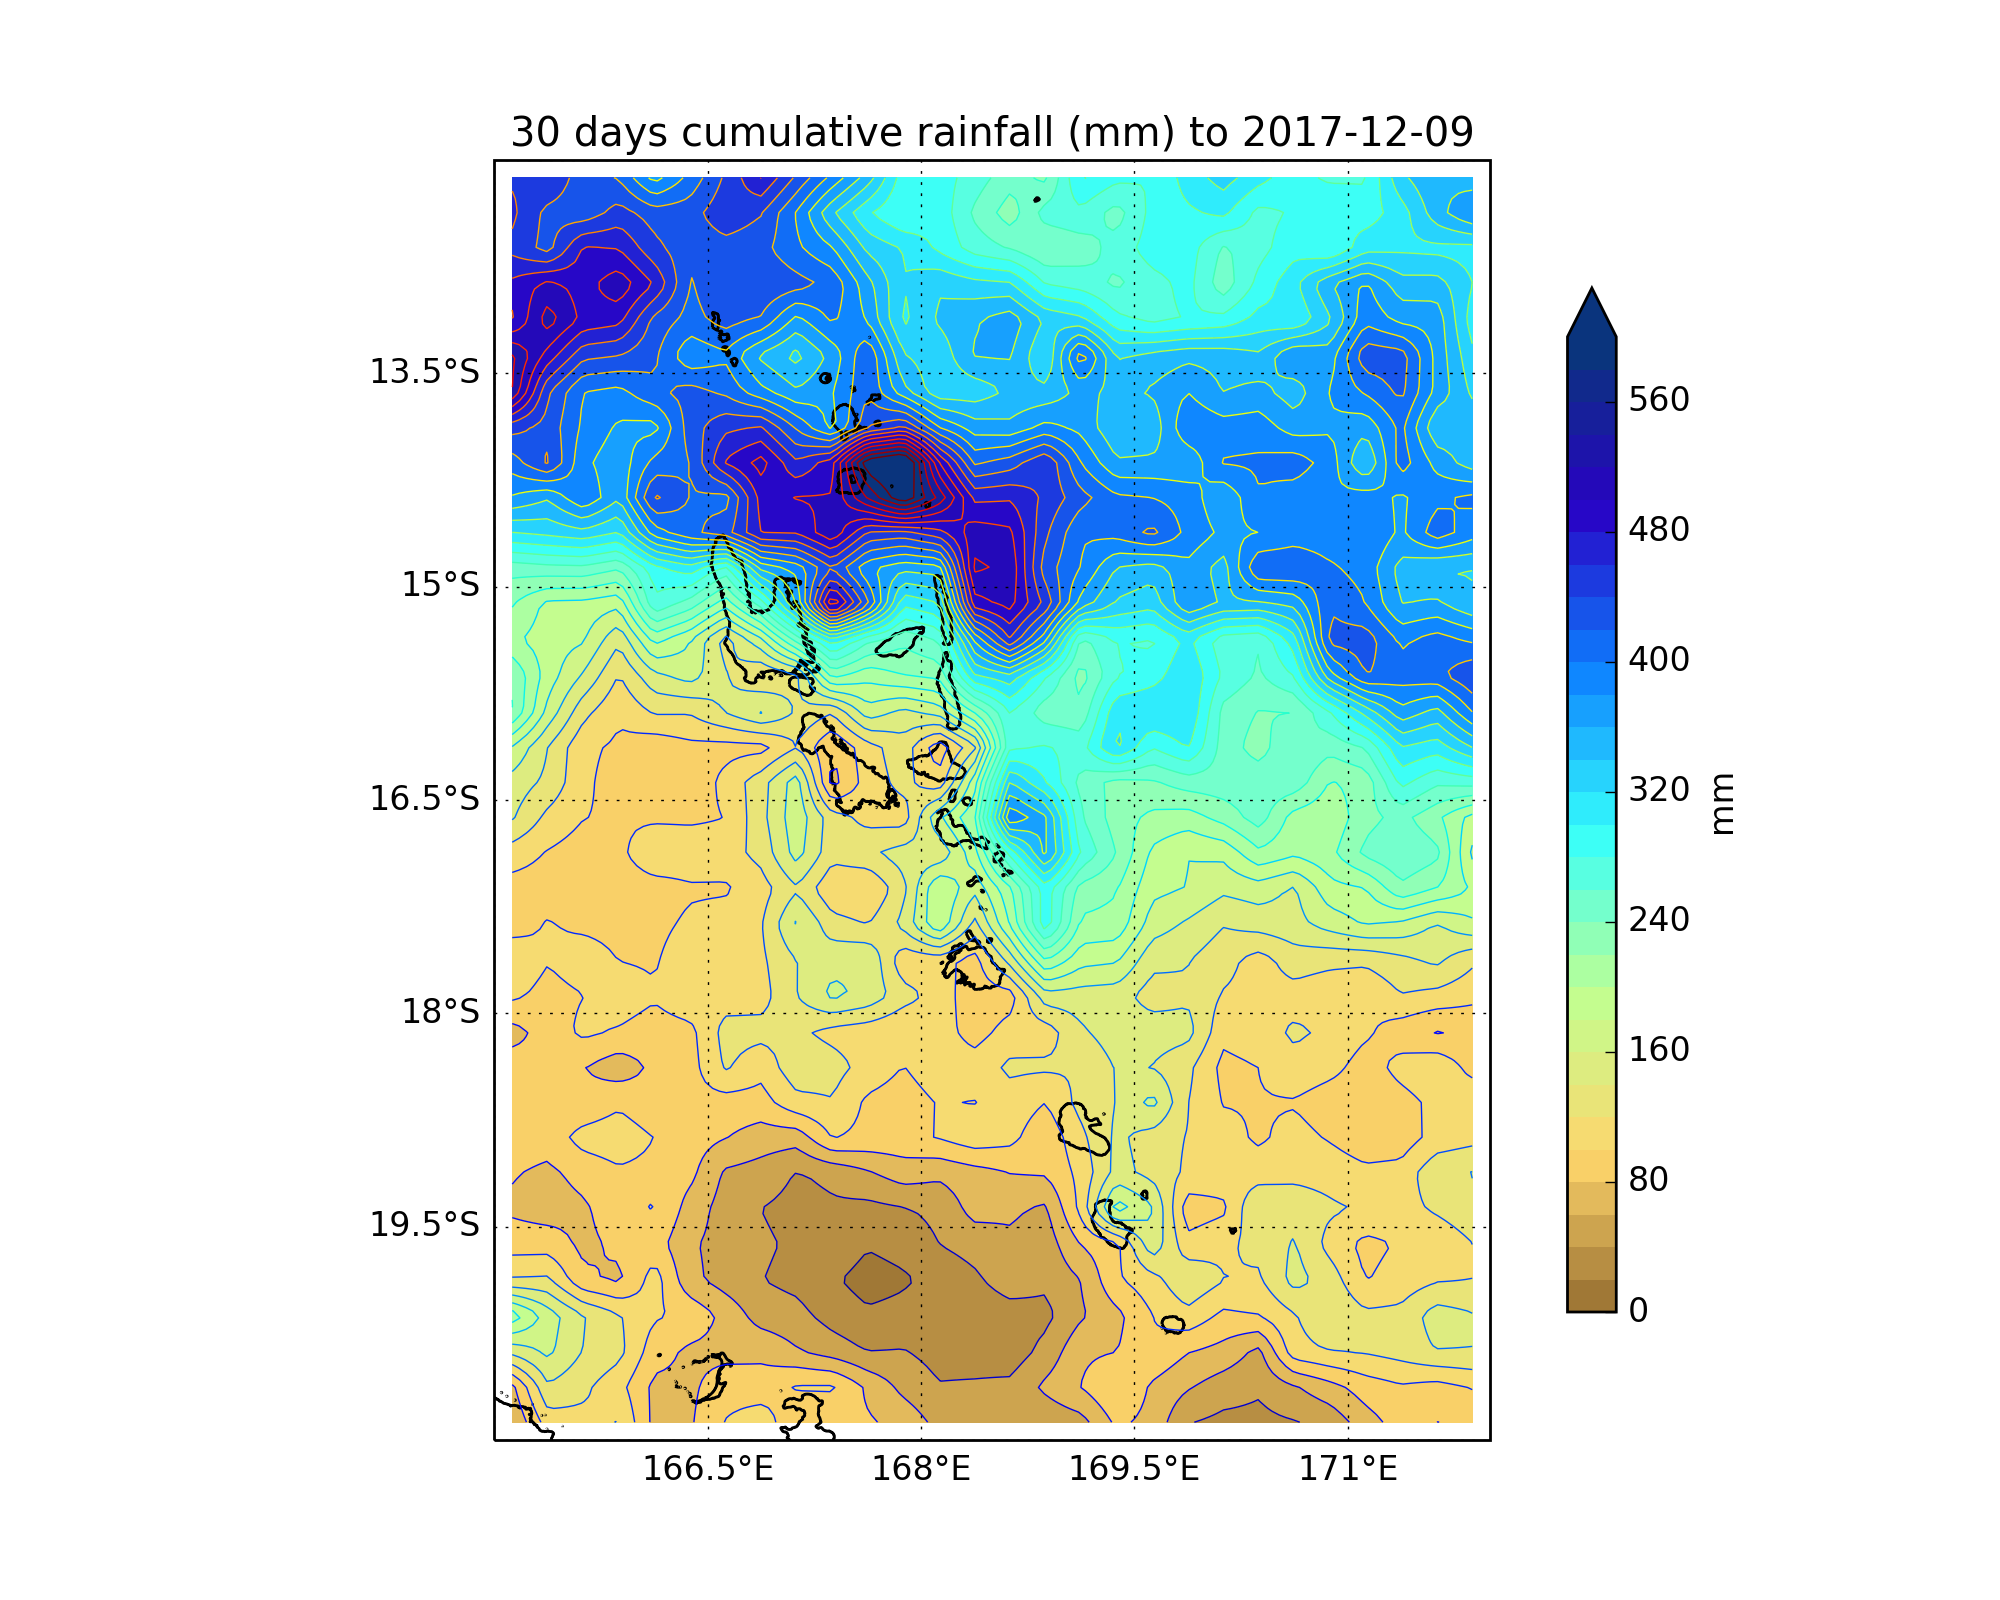 30 days cumulative rainfall (mm) to 2017-12-09
13.5°S
15°S
16.5°S
18°S
19.5°S
166.5°E
168°E
169.5°E
171°E
560
480
400
320
240
160
80
0
mm